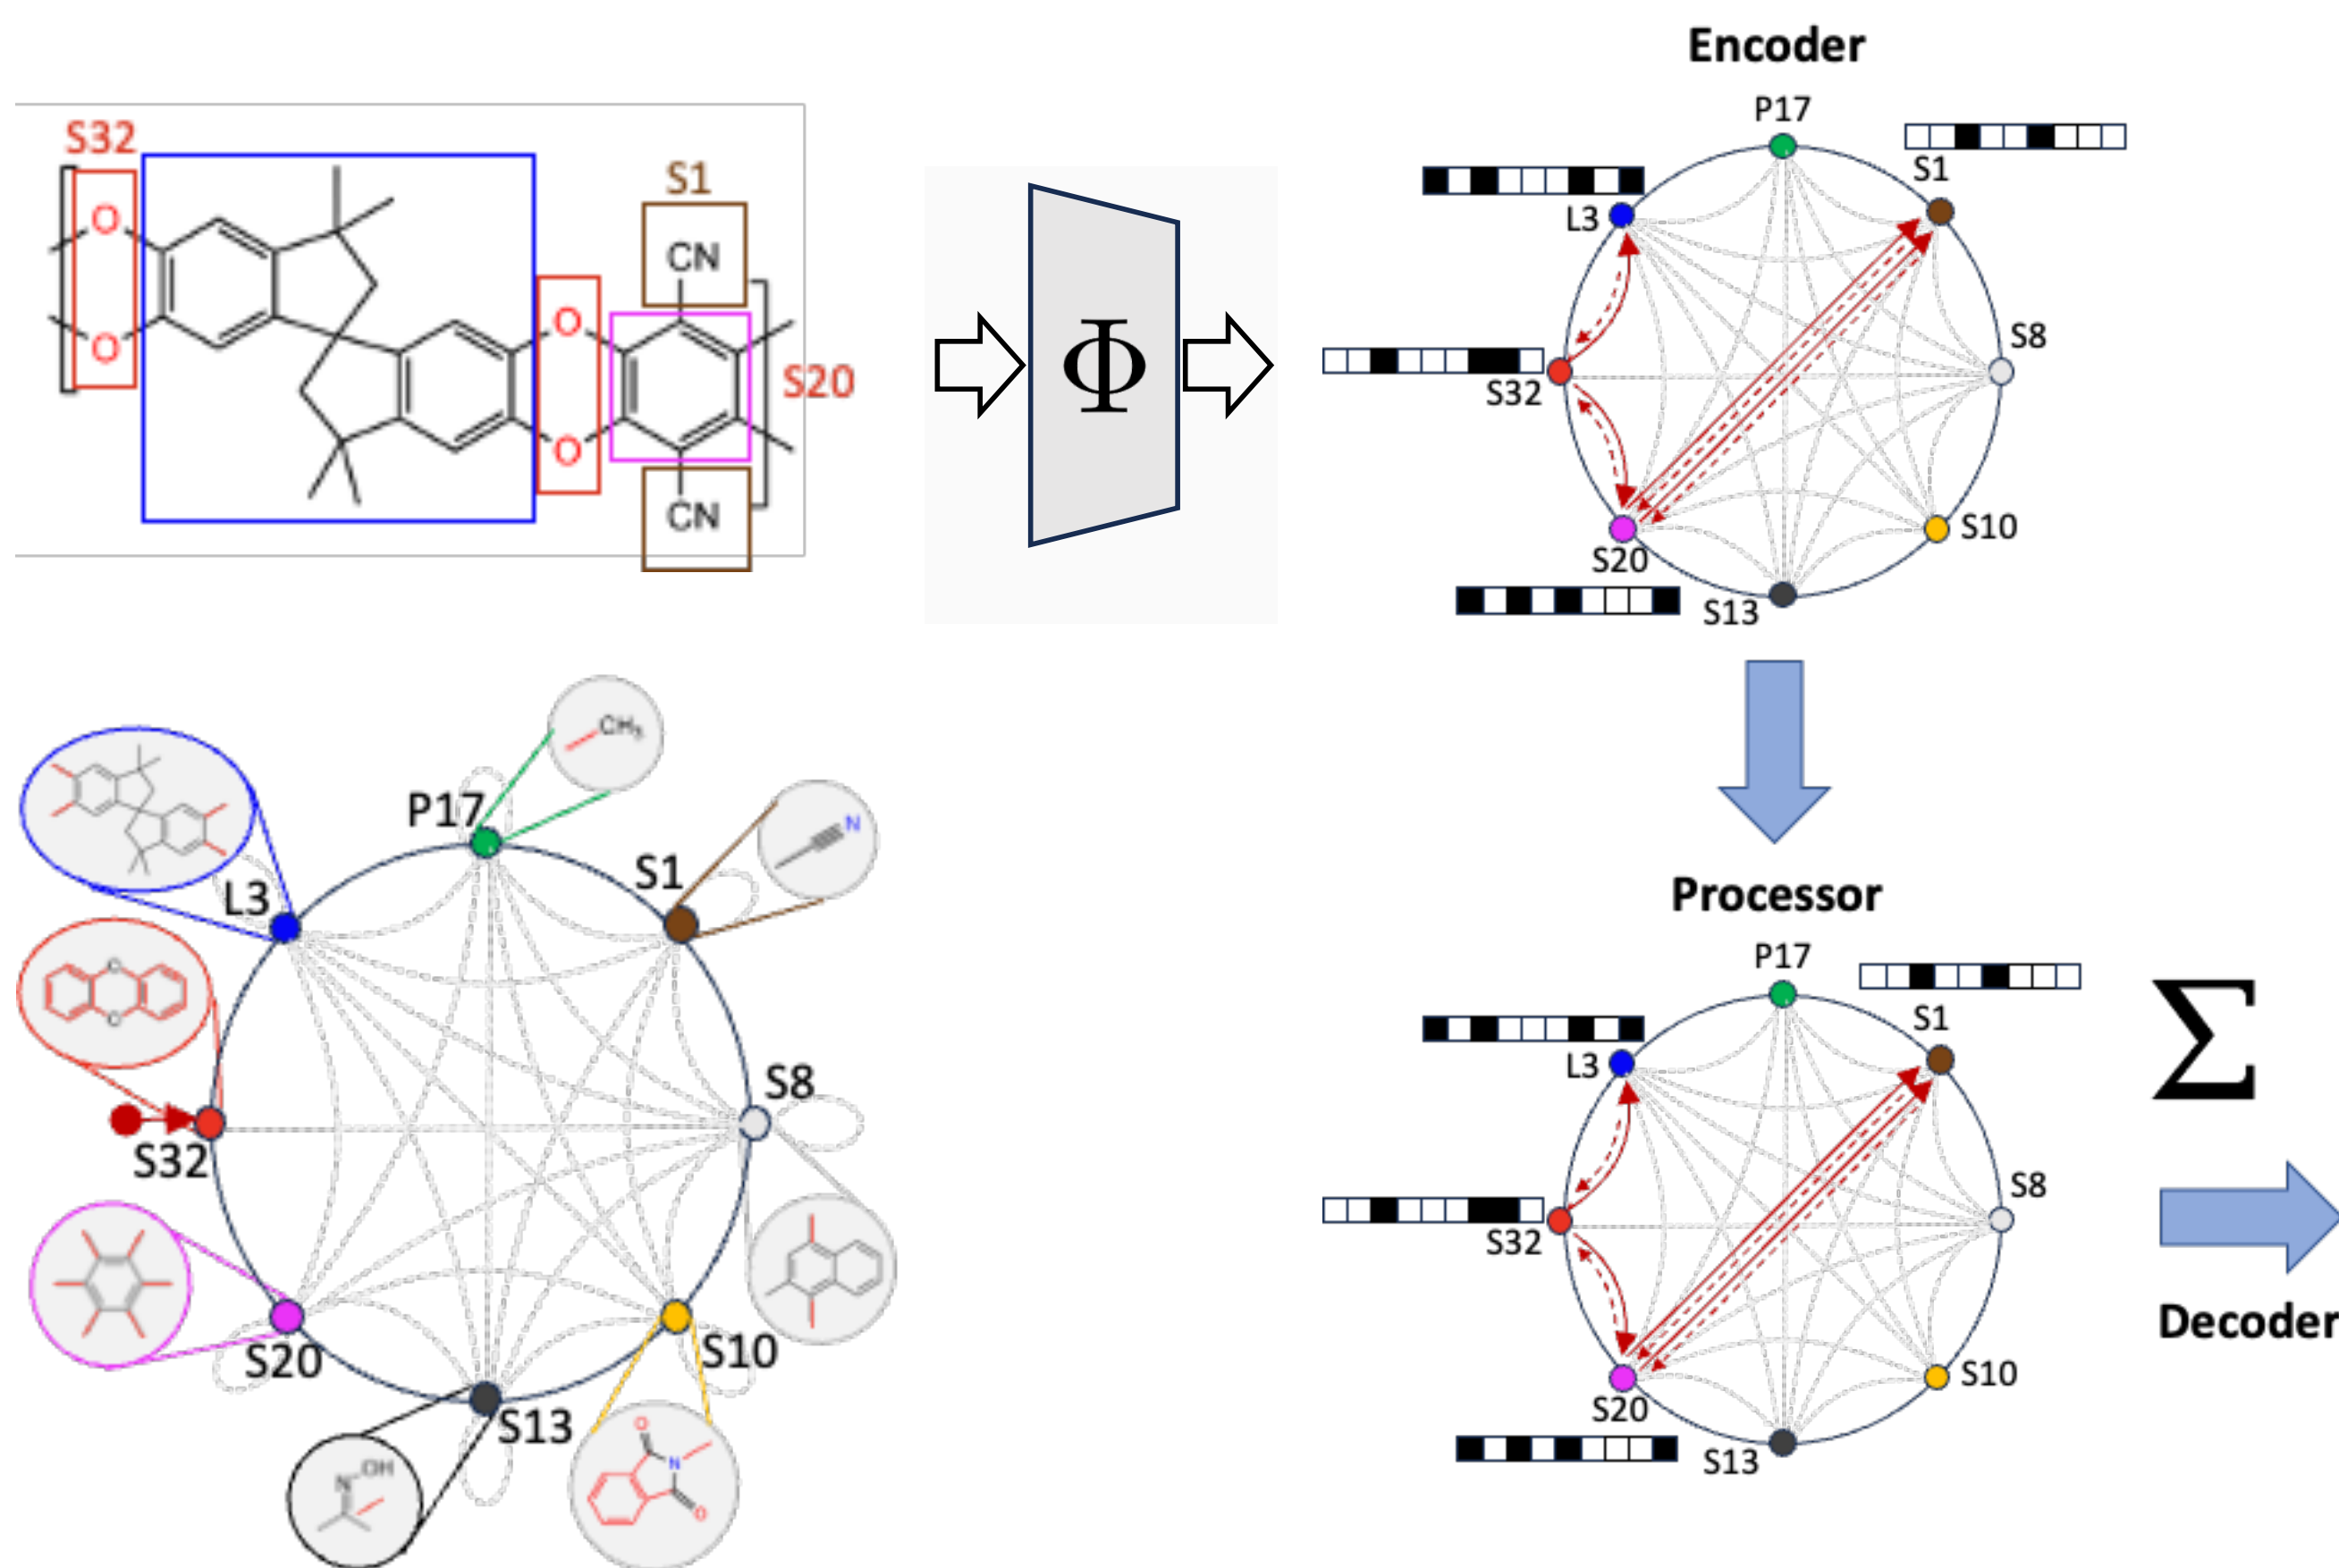 S32
O
O
S1
CN
O
O
CN
S20
Φ
Encoder
P17
S1
L3
S8
S32
S20
S10
S13
CH3
N
P17
S1
L3
O
O
S8
S32
S20
S10
S13
N
OH
O
N
O
Processor
P17
S1
L3
S8
S32
S20
S10
S13
Σ
Decoder